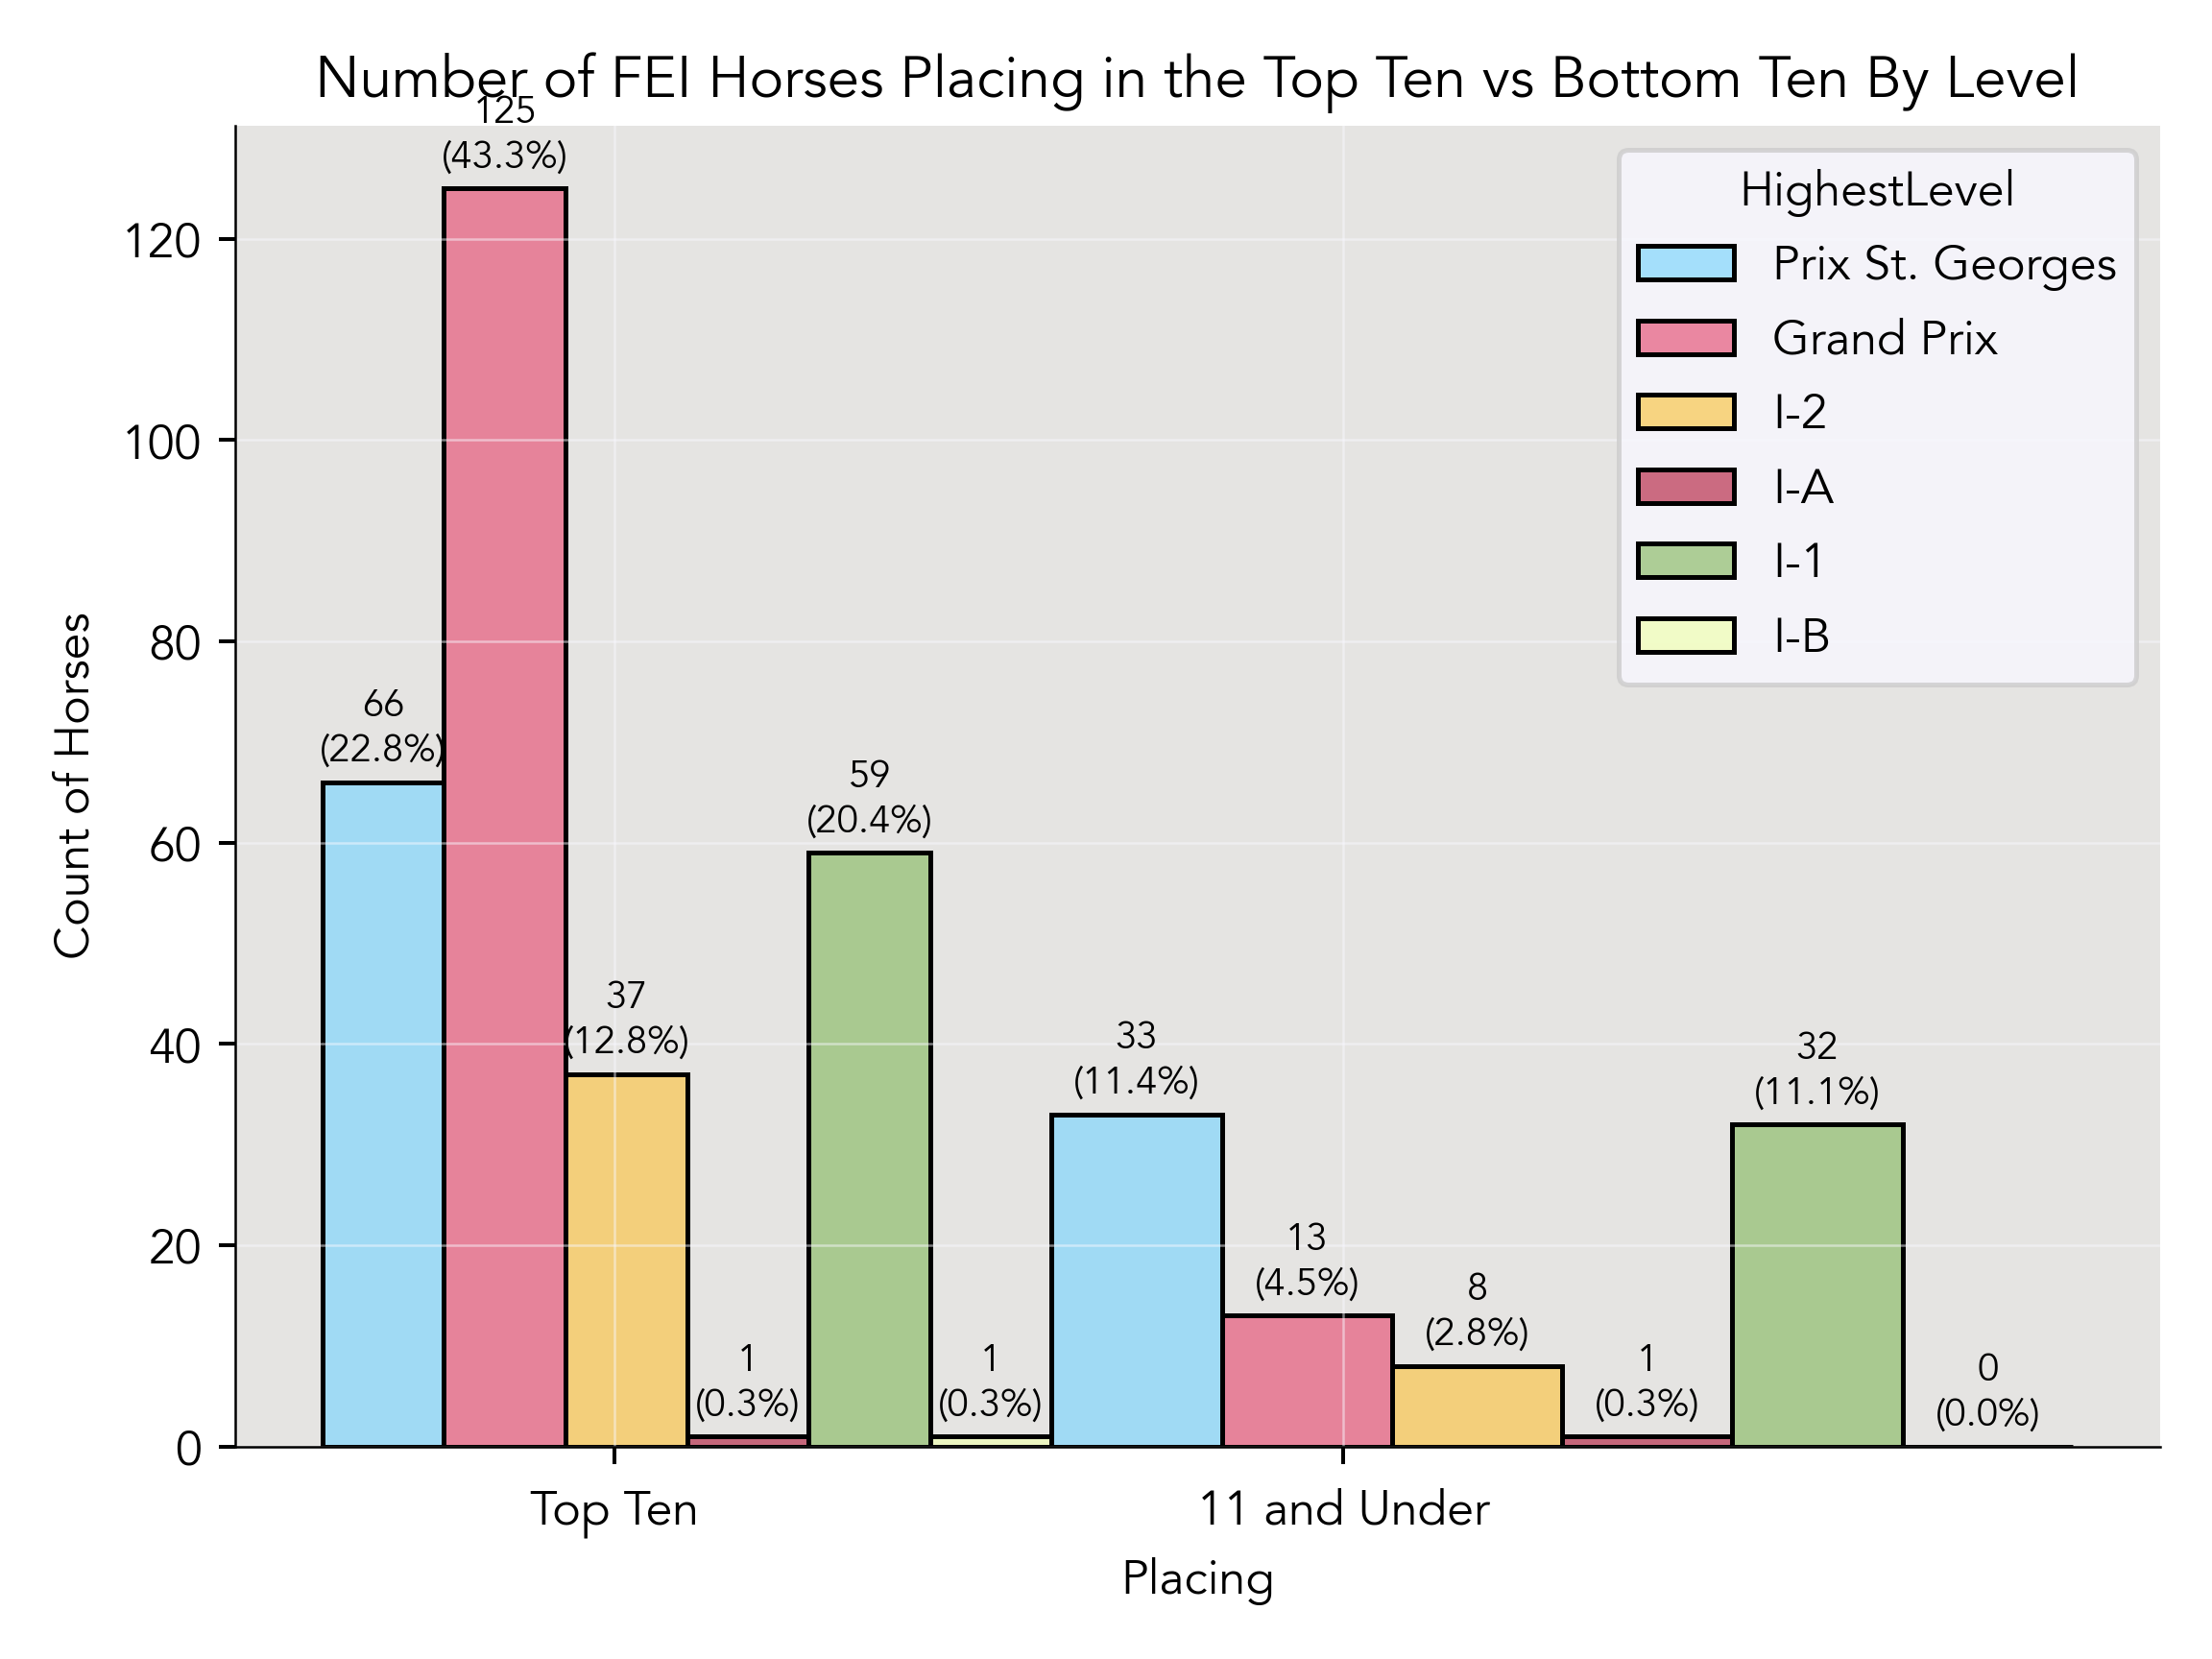 Number of FEI Horses Placing in the Top Ten vs Bottom Ten By Level
125
(43.3%)
HighestLevel
Prix St. Georges
Grand Prix
I-2
I-A
I-1
I-B
120
100
80
60
40
20
0
Count of Horses
66
(22.8%)
59
(20.4%)
37
(12.8%)
33
(11.4%)
32
(11.1%)
13
(4.5%)
8
(2.8%)
1
(0.3%)
1
(0.3%)
1
(0.3%)
0
(0.0%)
Top Ten
11 and Under
Placing